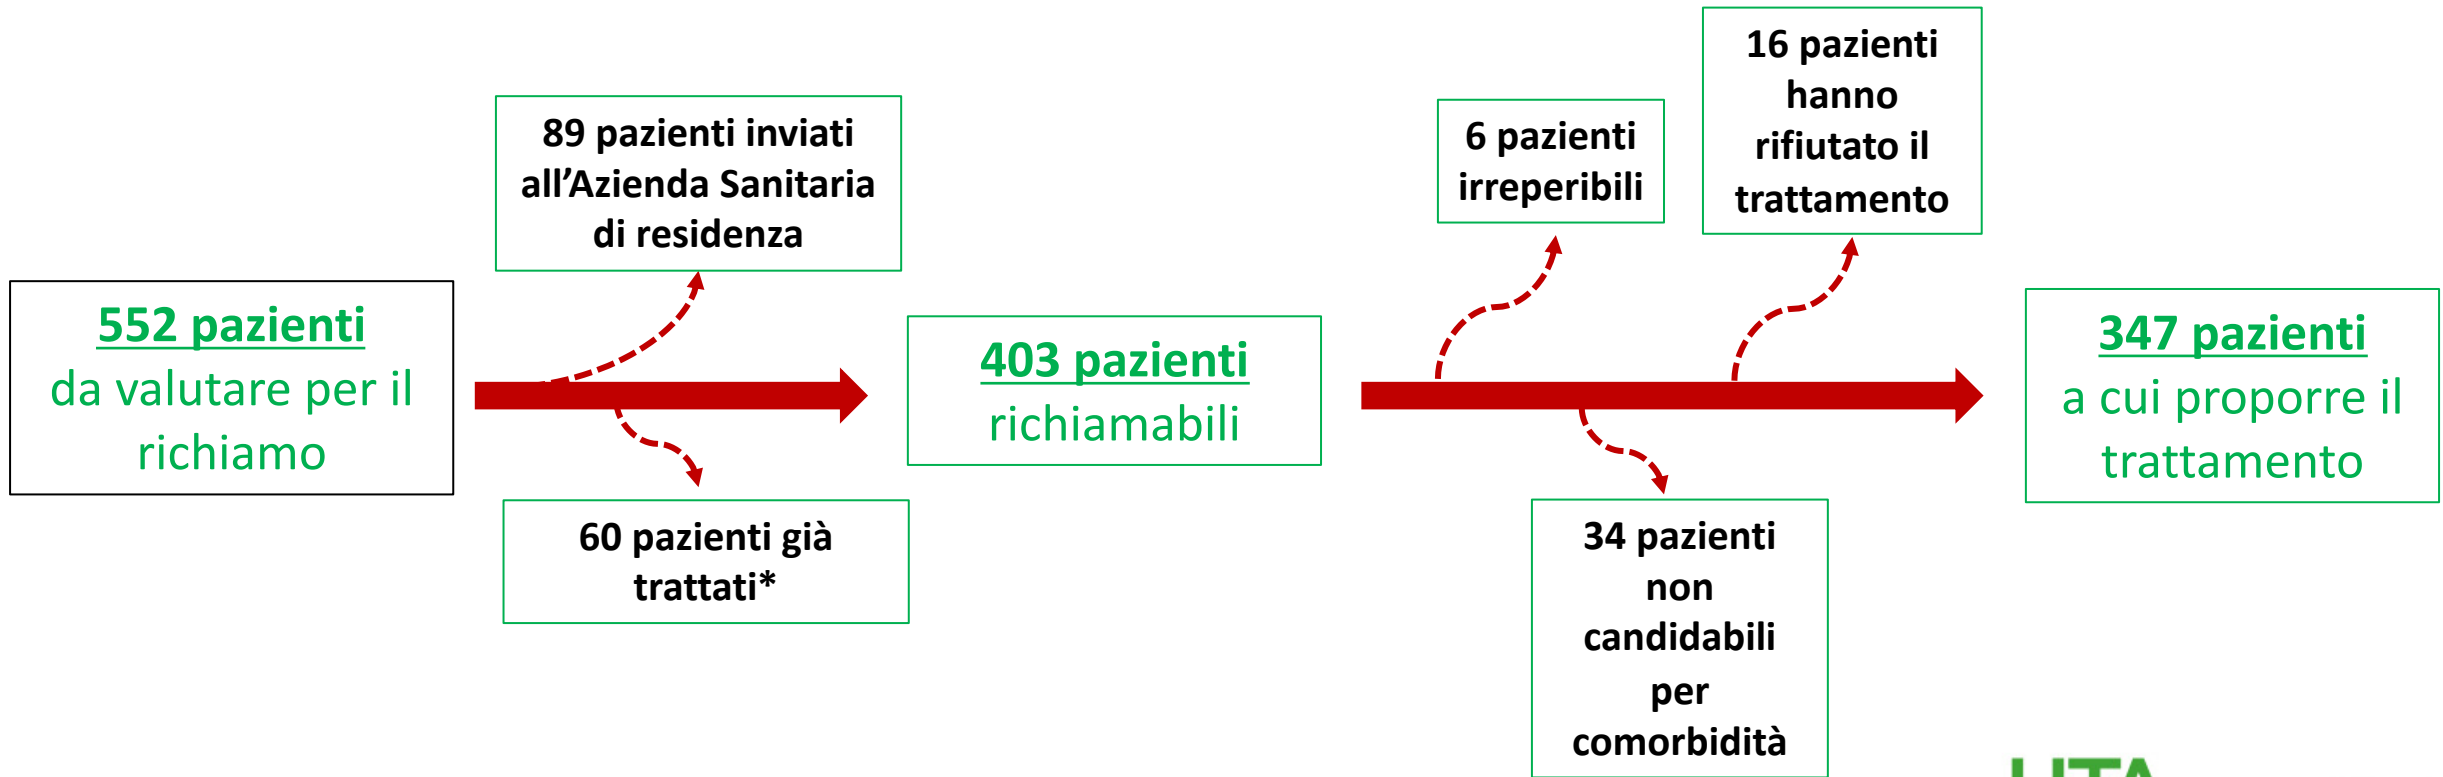 552 pazienti
da valutare per il
richiamo
89 pazienti inviati
all'Azienda Sanitaria
di residenza
60 pazienti già
trattati*
403 pazienti
richiamabili
6 pazienti
irreperibili
16 pazienti
hanno
rifiutato il
trattamento
34 pazienti
non
candidabili
per
comorbidità
347 pazienti
a cui proporre il
trattamento